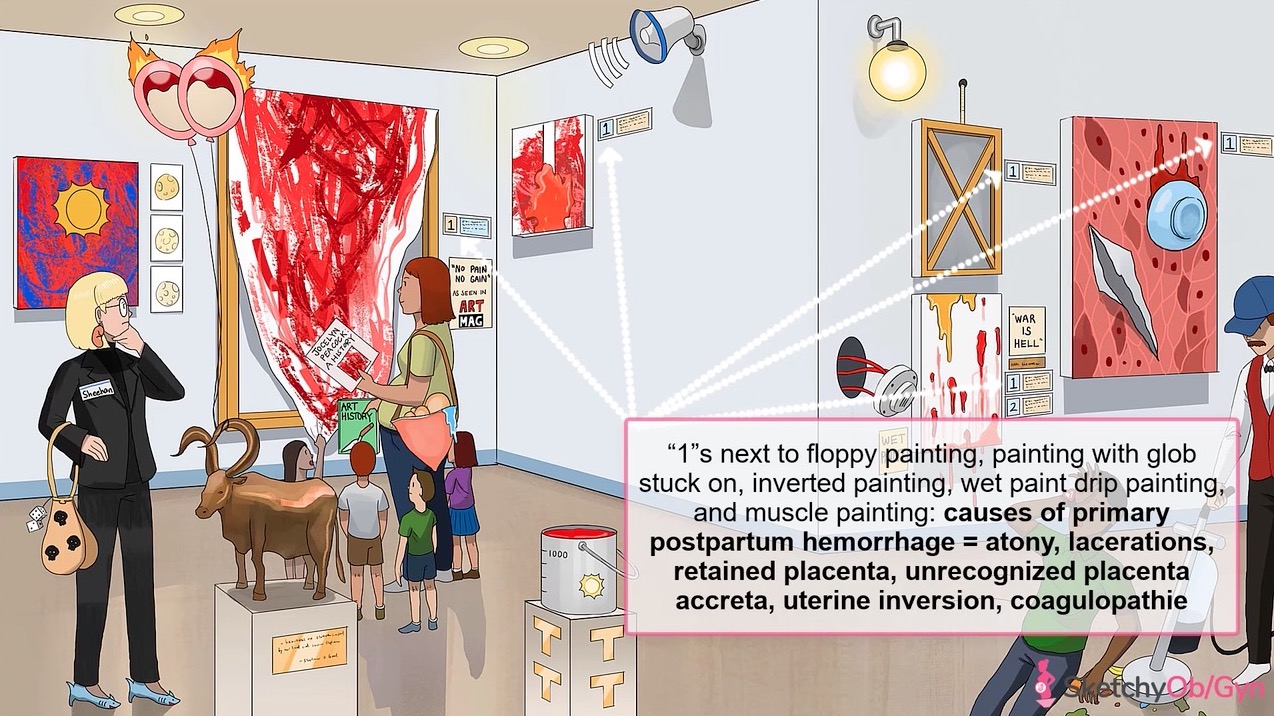 1
1
1
1
"NO PAIN
NO GAIN"
AS SEEN IN
ART
MAG
JOCELYN
PEACOCK
A HISTORY
Sheehan
ART
HISTORY
"WAR
IS
HELL"
1
2
WET
1000
T T
T T
"1"s next to floppy painting, painting with glob
stuck on, inverted painting, wet paint drip painting,
and muscle painting: causes of primary
postpartum hemorrhage = atony, lacerations,
retained placenta, unrecognized placenta
accreta, uterine inversion, coagulopathie
SketchyOb/Gyn